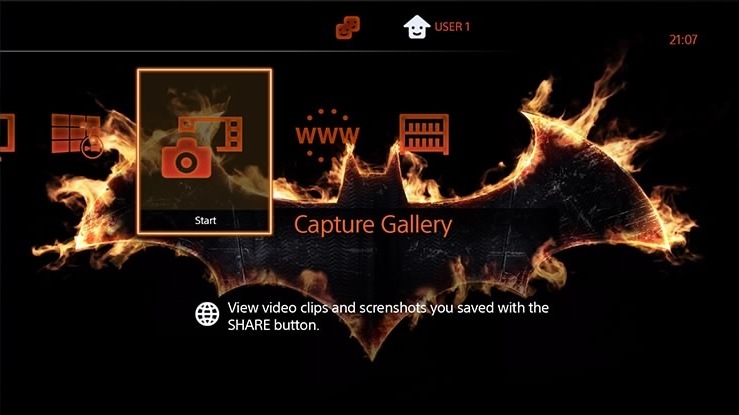 USER 1
21:07
WWW
Start
Capture Gallery
View video clips and screnshots you saved with the
SHARE button.